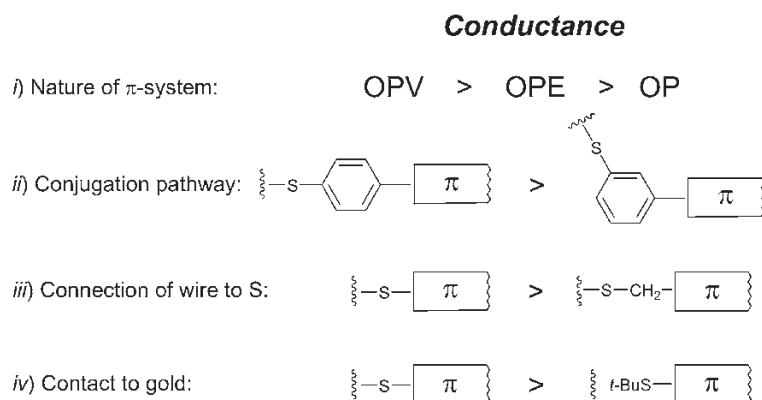 Conductance
i) Nature of π-system: OPV > OPE > OP
S
ii) Conjugation pathway: S π > π
iii) Connection of wire to S: S π > S CH₂ π
iv) Contact to gold: S π > t-BuS π